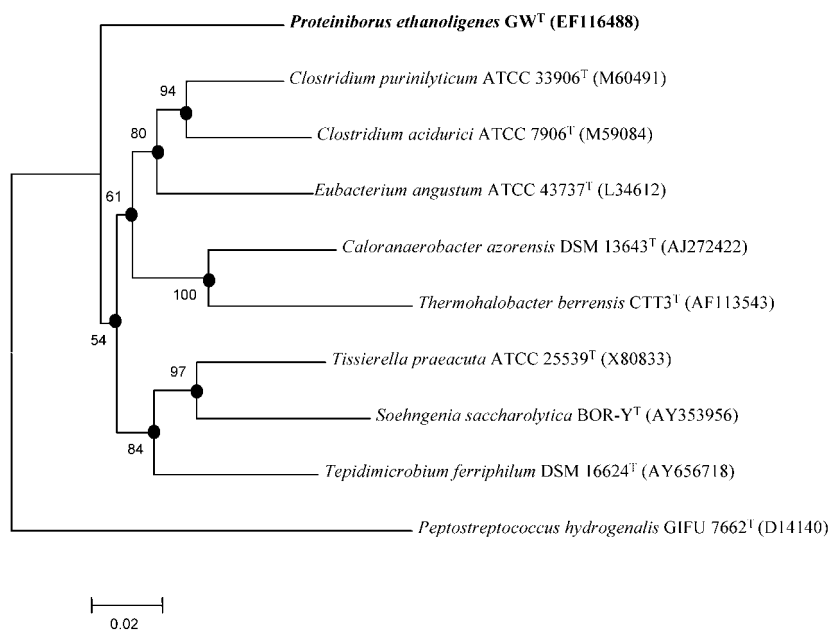 Proteiniborus ethanoligenes GWᵀ (EF116488)
94
Clostridium purinilyticum ATCC 33906ᵀ (M60491)
80
Clostridium acidurici ATCC 7906ᵀ (M59084)
61
Eubacterium angustum ATCC 43737ᵀ (L34612)
Caloranaerobacter azorensis DSM 13643ᵀ (AJ272422)
100
Thermohalobacter berrensis CTT3ᵀ (AF113543)
54
97
Tissierella praeacuta ATCC 25539ᵀ (X80833)
Soehngenia saccharolytica BOR-Yᵀ (AY353956)
84
Tepidimicrobium ferriphilum DSM 16624ᵀ (AY656718)
Peptostreptococcus hydrogenalis GIFU 7662ᵀ (D14140)
0.02